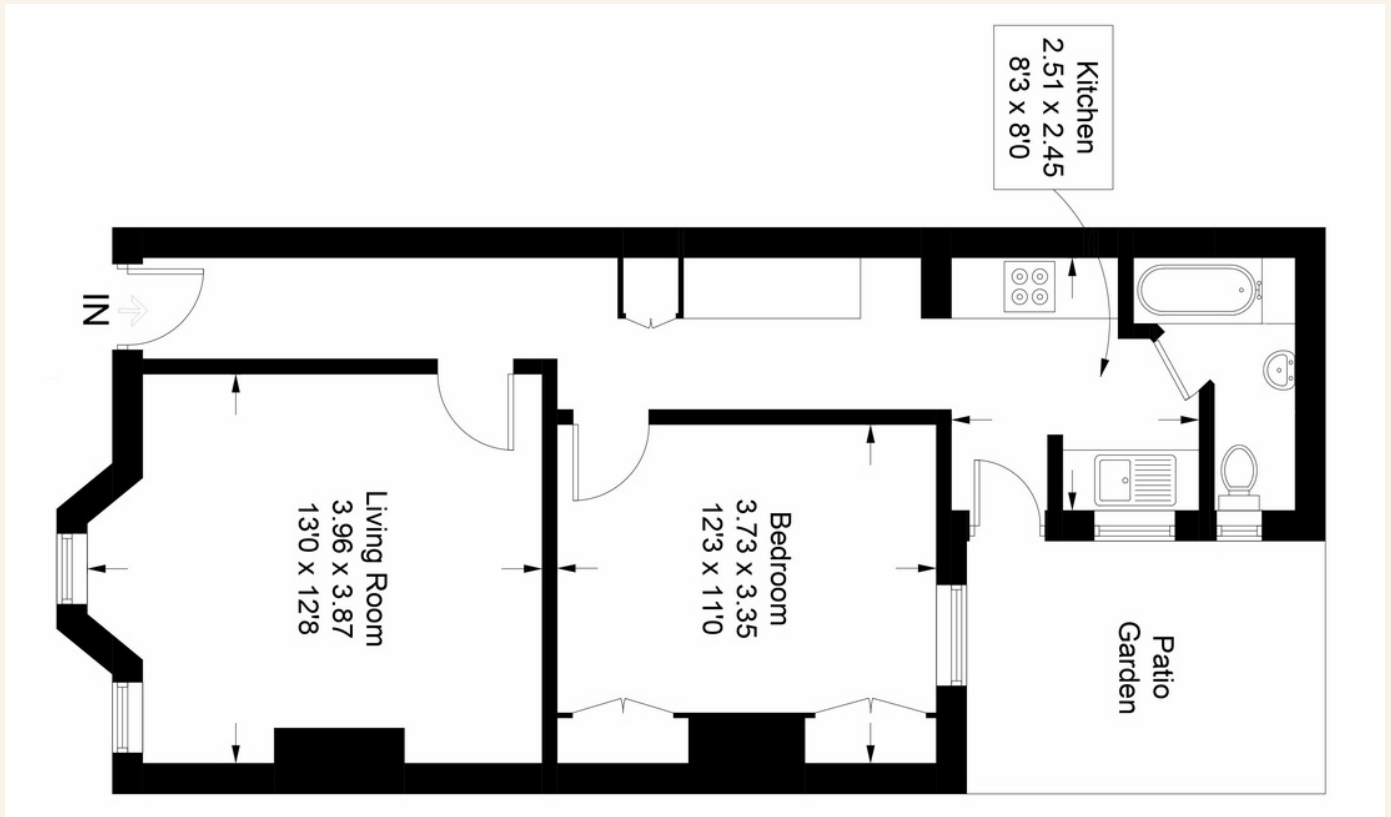 Kitchen
2.51 x 2.45
8'3 x 8'0
IN
Living Room
3.96 x 3.87
13'0 x 12'8
Bedroom
3.73 x 3.35
12'3 x 11'0
Patio
Garden